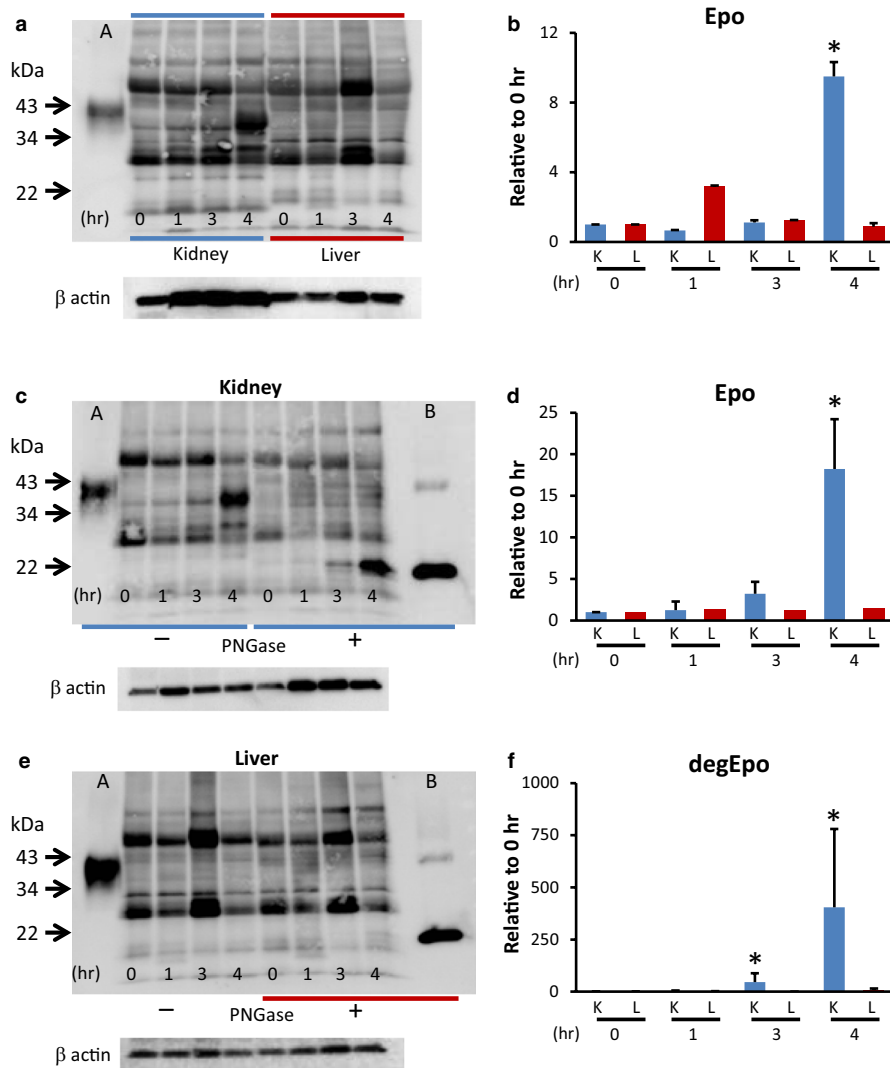 a
A
kDa
43
34
22
(hr) 0 1 3 4 0 1 3 4
Kidney Liver
β actin
b
Epo
Relative to 0 hr
12
8
4
0
*
K L K L K L K L
(hr) 0 1 3 4
c
Kidney
A B
kDa
43
34
22
(hr) 0 1 3 4 0 1 3 4
– PNGase +
β actin
d
Epo
Relative to 0 hr
25
20
15
10
5
0
*
K L K L K L K L
(hr) 0 1 3 4
e
Liver
A B
kDa
43
34
22
(hr) 0 1 3 4 0 1 3 4
– PNGase +
β actin
f
degEpo
Relative to 0 hr
1000
750
500
250
0
* *
K L K L K L K L
(hr) 0 1 3 4